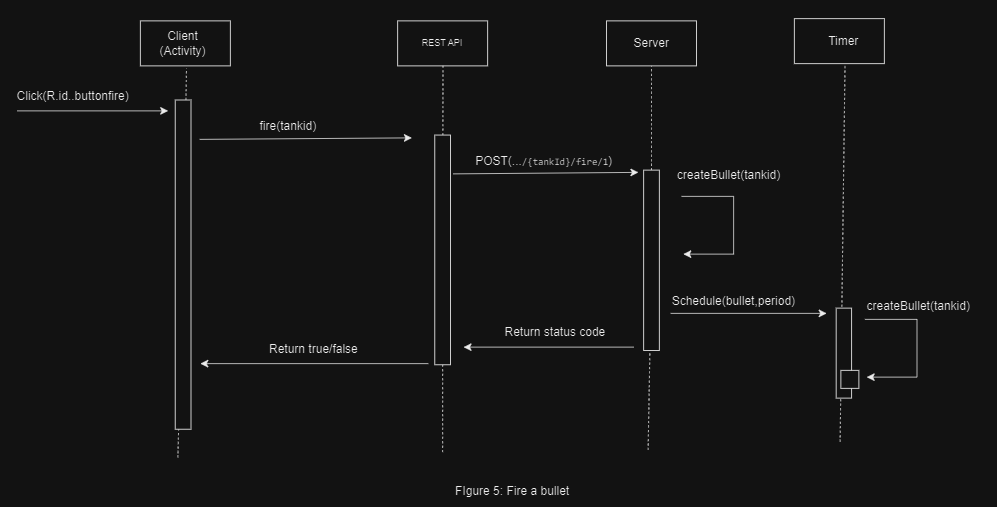 Client
(Activity)
REST API
Server
Timer
Click(R.id..buttonfire)
fire(tankid)
POST(.../{tankId}/fire/1)
createBullet(tankid)
Schedule(bullet,period)
createBullet(tankid)
Return status code
Return true/false
FIgure 5: Fire a bullet